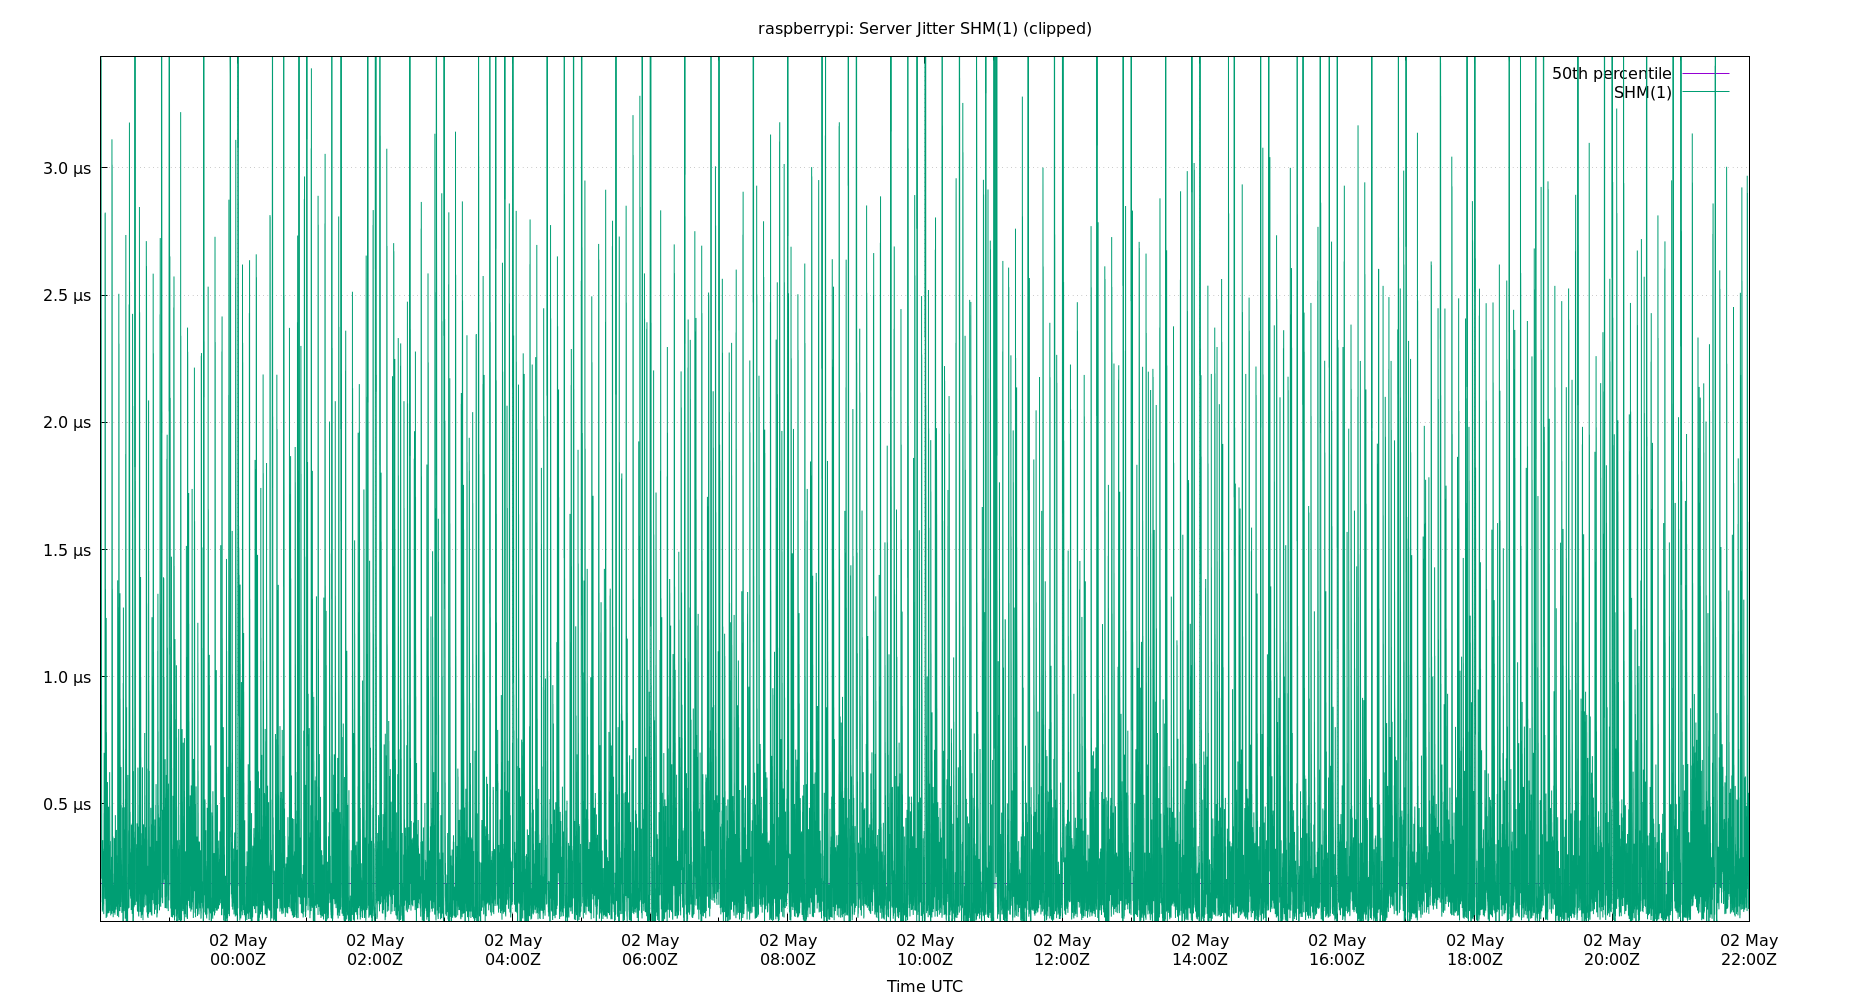 raspberrypi: Server Jitter SHM(1) (clipped)
50th percentile
SHM(1)
3.0 µs
2.5 µs
2.0 µs
1.5 µs
1.0 µs
0.5 µs
02 May 02 May 02 May 02 May 02 May 02 May 02 May 02 May 02 May 02 May 02 May 02 May
00:00Z 02:00Z 04:00Z 06:00Z 08:00Z 10:00Z 12:00Z 14:00Z 16:00Z 18:00Z 20:00Z 22:00Z
Time UTC